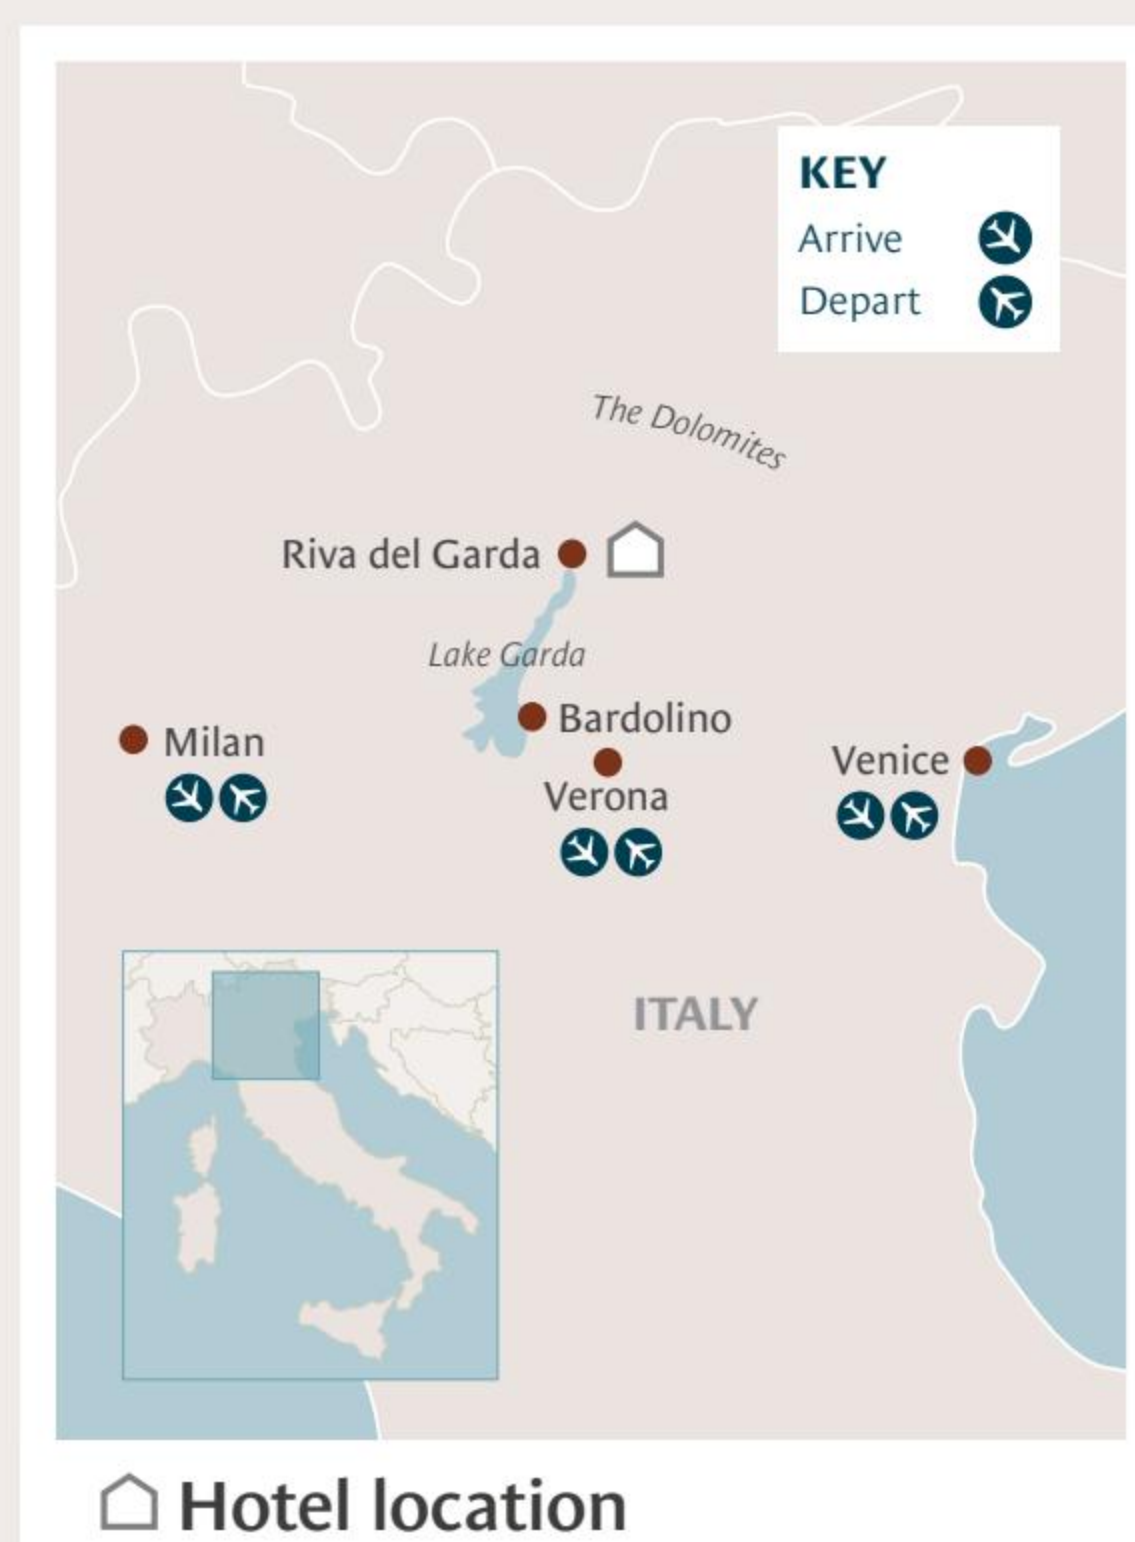 KEY
Arrive
Depart
The Dolomites
Riva del Garda
Lake Garda
Bardolino
Milan
Verona
Venice
ITALY
Hotel location